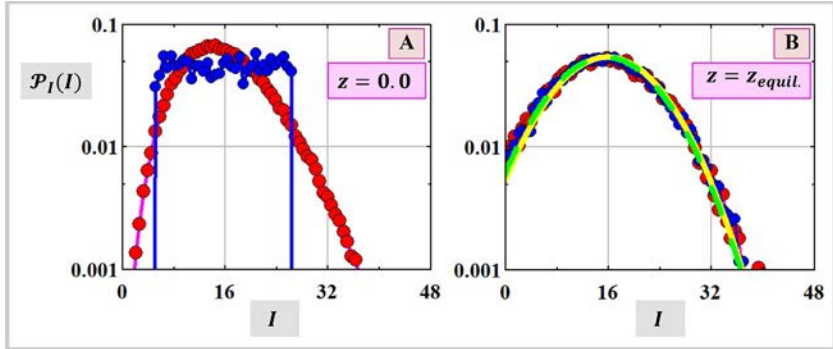 0.1
A
0.1
B
𝒫_I(I)
z = 0.0
z = z_equil.
0.01
0.01
0.001
0.001
0
16
32
48
0
16
32
48
I
I